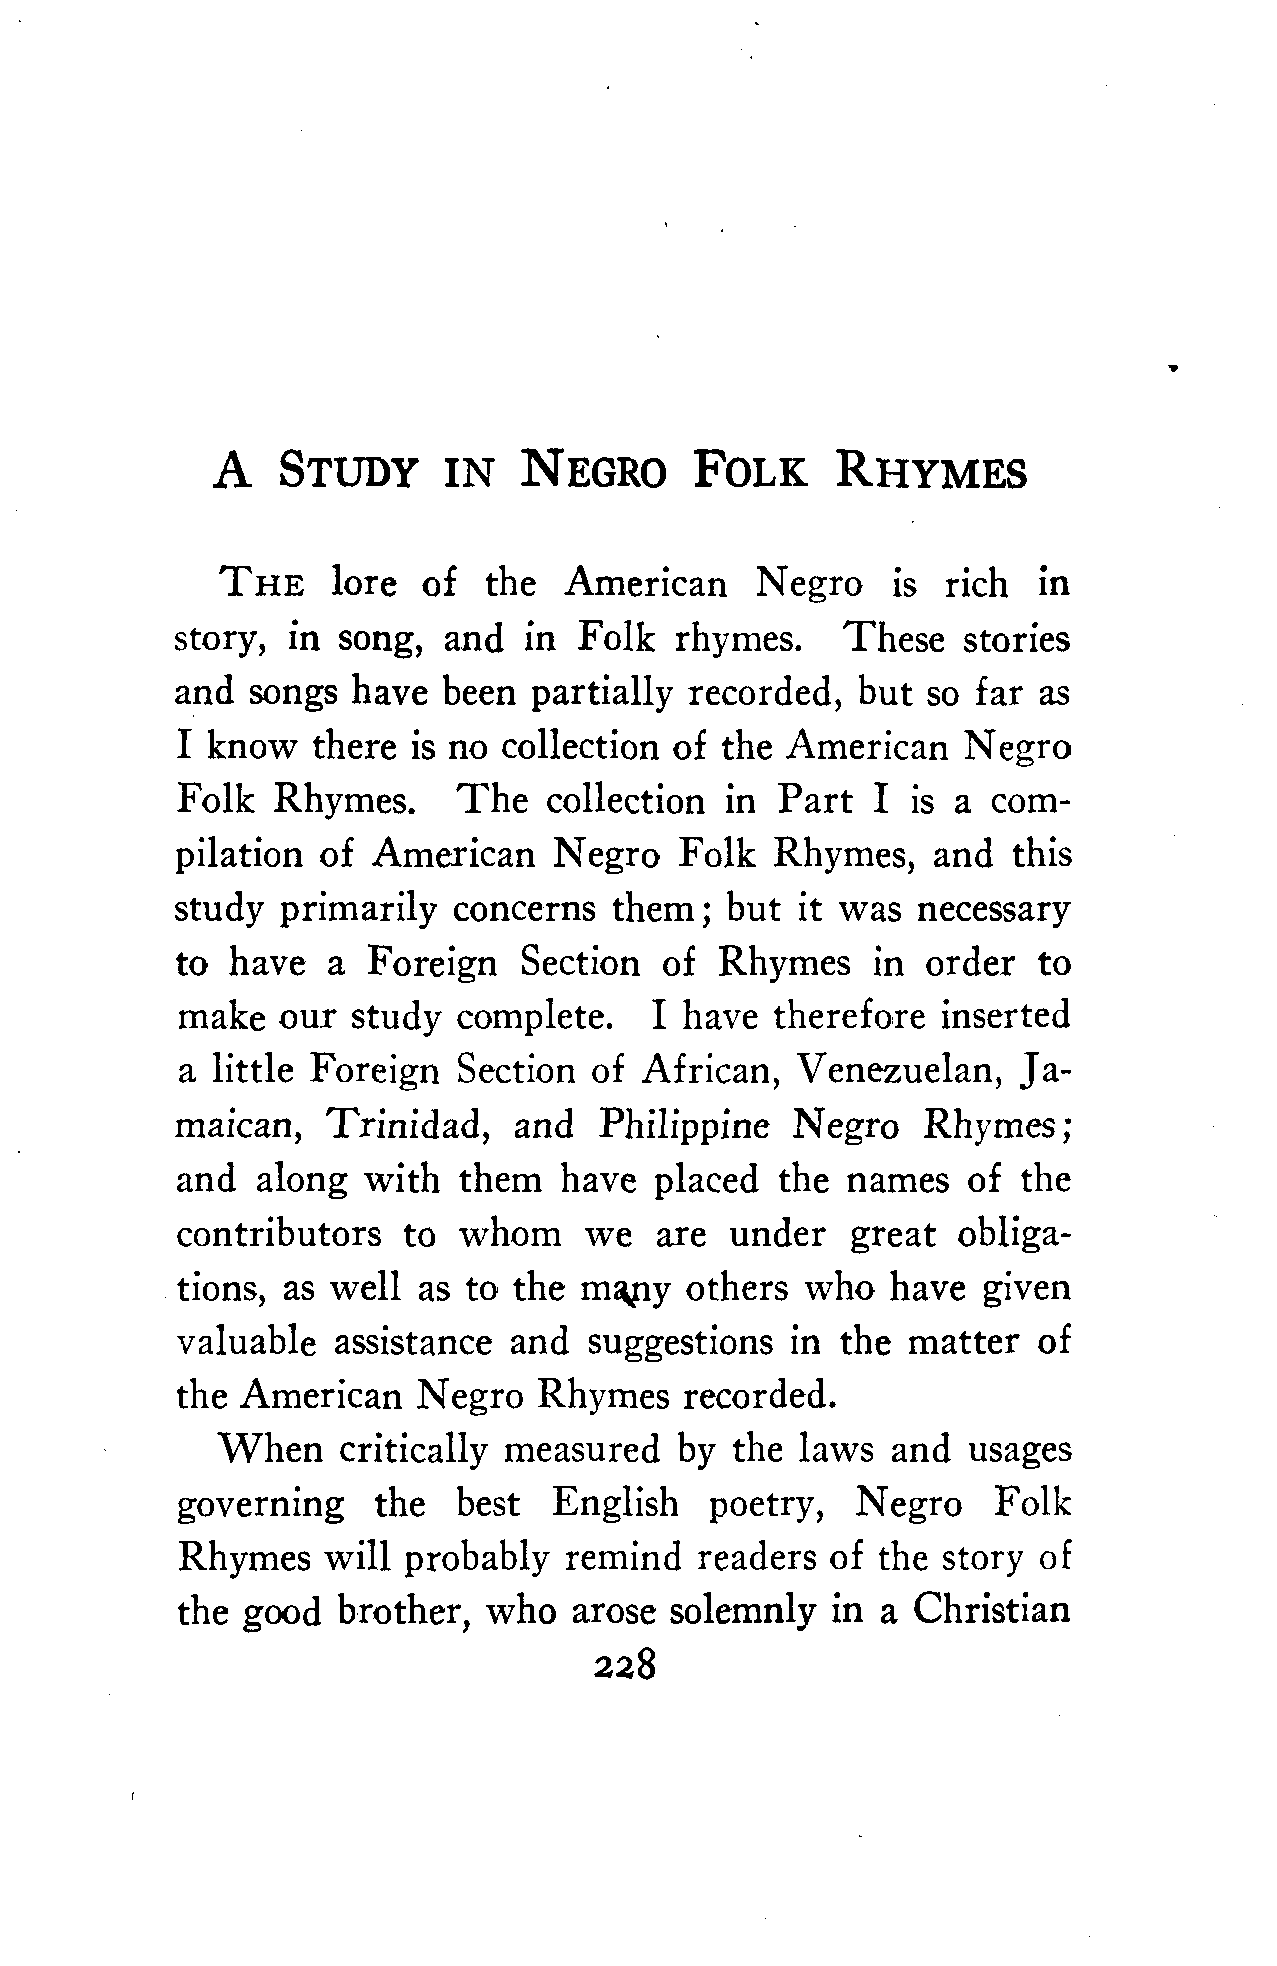 A STUDY IN NEGRO FOLK RHYMES
THE lore of the American Negro is rich in
story, in song, and in Folk rhymes. These stories
and songs have been partially recorded, but so far as
I know there is no collection of the American Negro
Folk Rhymes. The collection in Part I is a com-
pilation of American Negro Folk Rhymes, and this
study primarily concerns them; but it was necessary
to have a Foreign Section of Rhymes in order to
make our study complete. I have therefore inserted
a little Foreign Section of African, Venezuelan, Ja-
maican, Trinidad, and Philippine Negro Rhymes;
and along with them have placed the names of the
contributors to whom we are under great obliga-
tions, as well as to the many others who have given
valuable assistance and suggestions in the matter of
the American Negro Rhymes recorded.
When critically measured by the laws and usages
governing the best English poetry, Negro Folk
Rhymes will probably remind readers of the story of
the good brother, who arose solemnly in a Christian
228